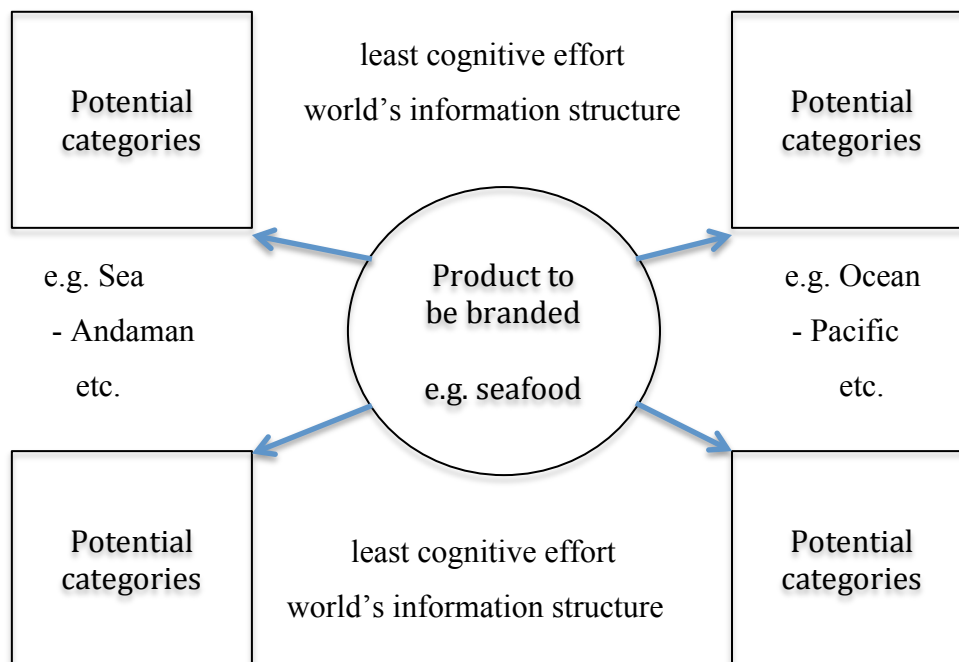 least cognitive effort
world's information structure
Potential
categories
Potential
categories
Product to
be branded
e.g. seafood
e.g. Sea
- Andaman
etc.
e.g. Ocean
- Pacific
etc.
Potential
categories
Potential
categories
least cognitive effort
world's information structure